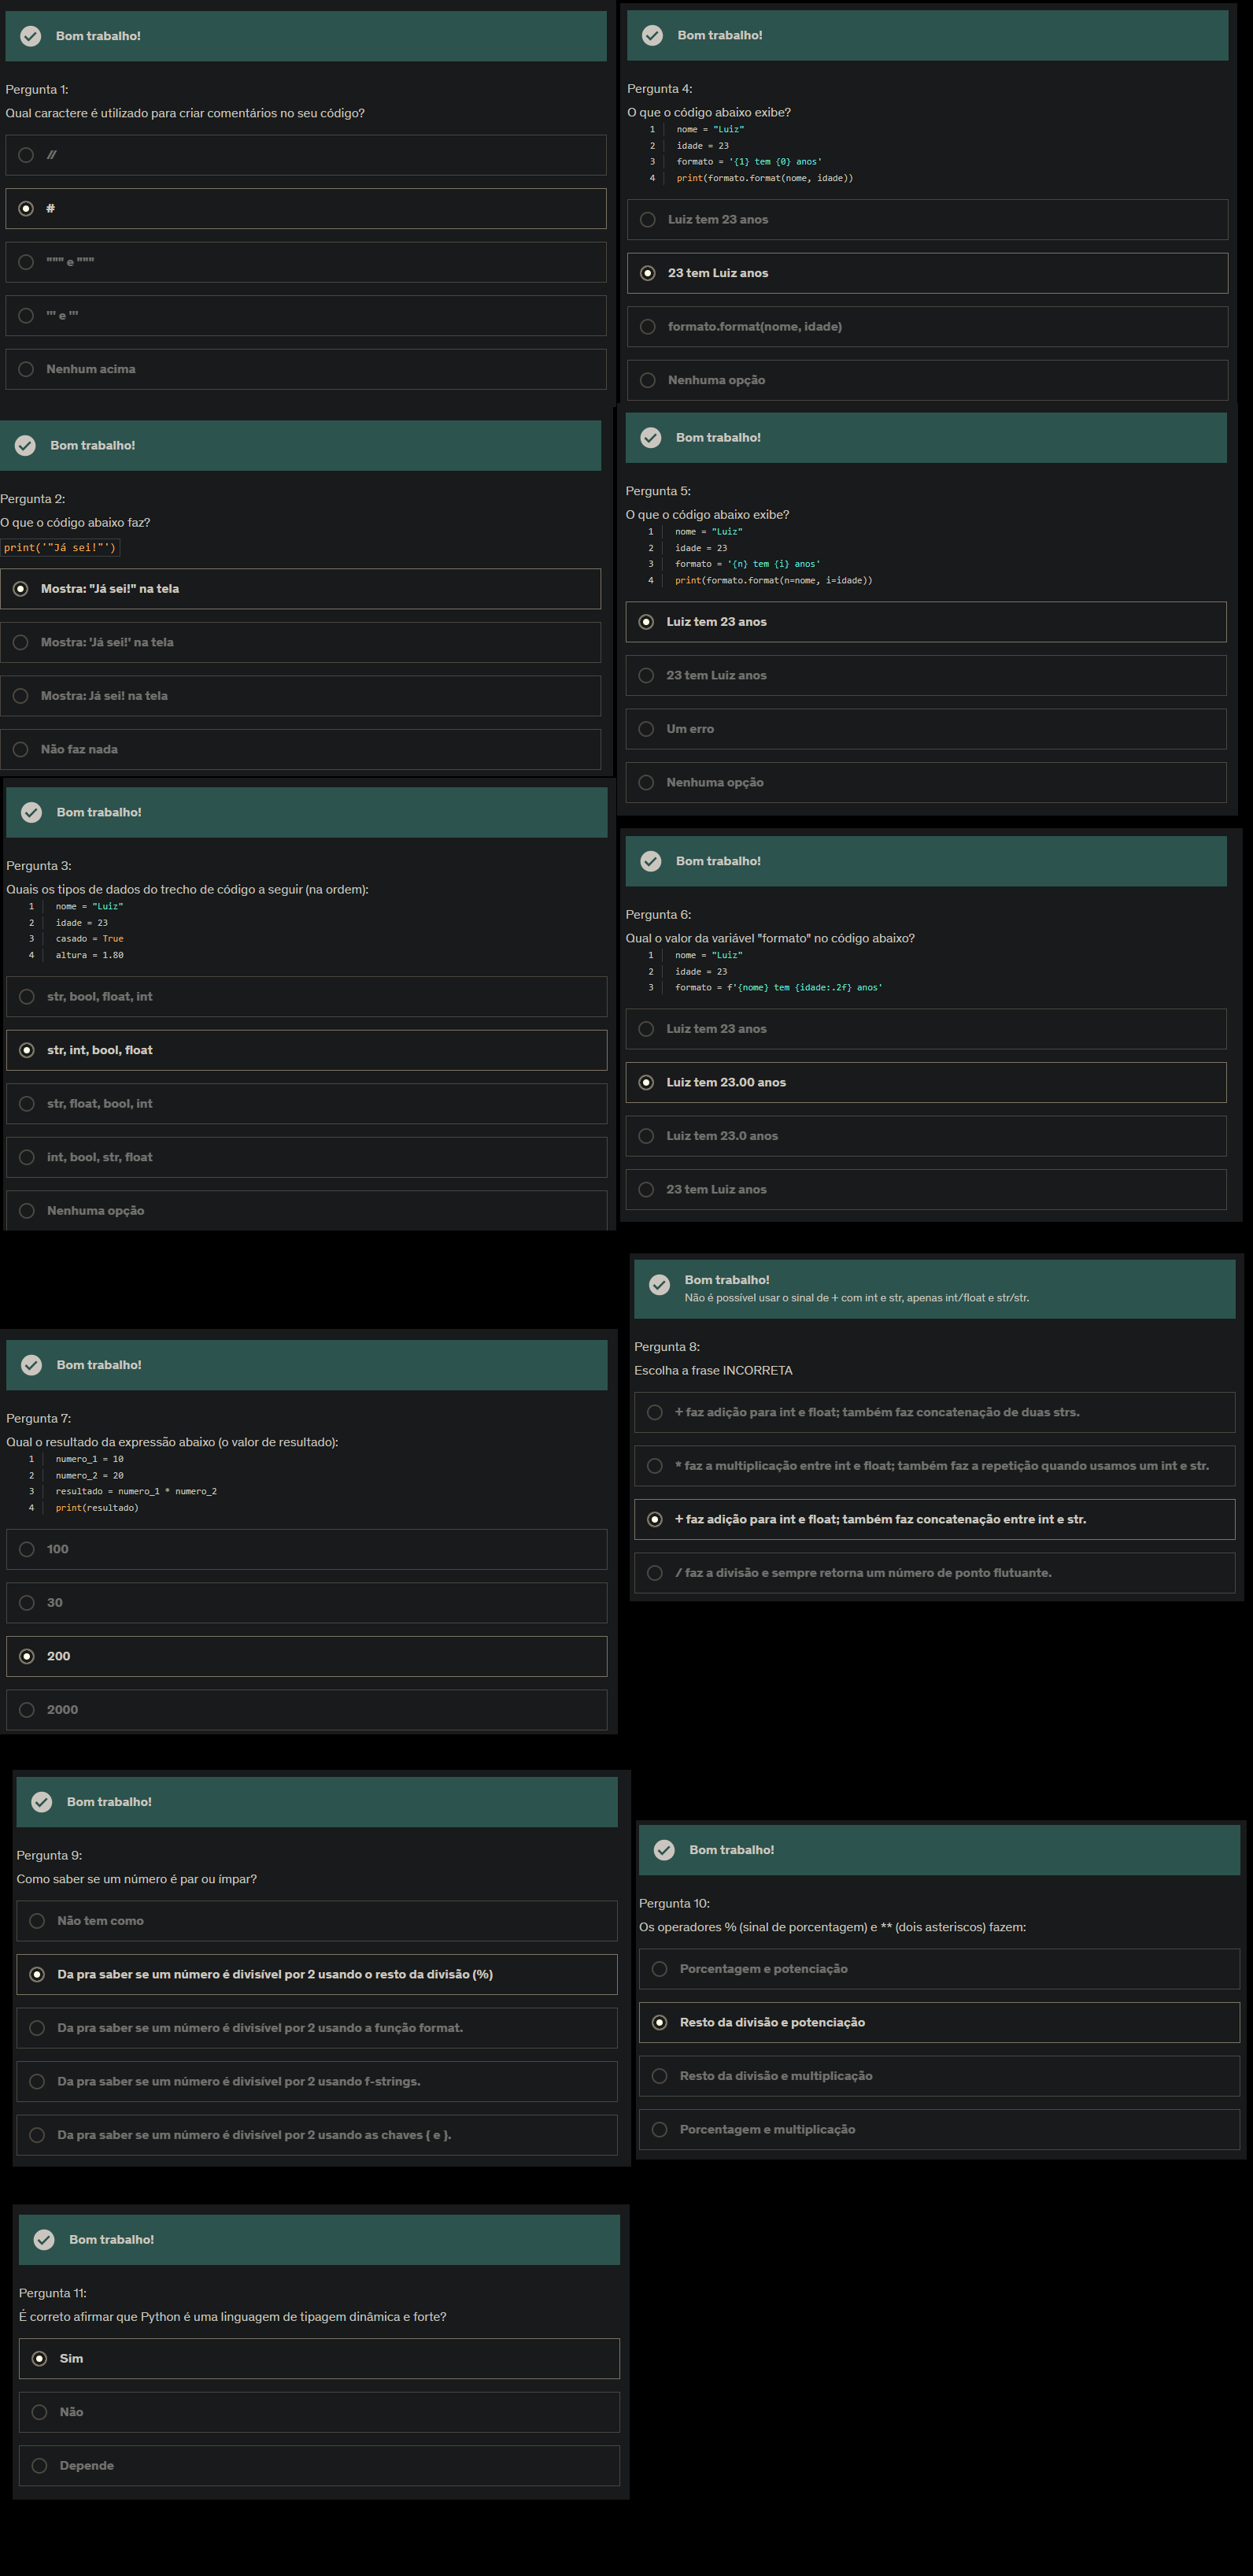 Bom trabalho!
Pergunta 1:
Qual caractere é utilizado para criar comentários no seu código?
//
#
""" e """
''' e '''
Nenhum acima
Bom trabalho!
Pergunta 2:
O que o código abaixo faz?
print('"Já sei!"')
Mostra: "Já sei!" na tela
Mostra: 'Já sei!' na tela
Mostra: Já sei! na tela
Não faz nada
Bom trabalho!
Pergunta 3:
Quais os tipos de dados do trecho de código a seguir (na ordem):
1 nome = "Luiz"
2 idade = 23
3 casado = True
4 altura = 1.80
str, bool, float, int
str, int, bool, float
str, float, bool, int
int, bool, str, float
Nenhuma opção
Bom trabalho!
Pergunta 4:
O que o código abaixo exibe?
1 nome = "Luiz"
2 idade = 23
3 formato = '{1} tem {0} anos'
4 print(formato.format(nome, idade))
Luiz tem 23 anos
23 tem Luiz anos
formato.format(nome, idade)
Nenhuma opção
Bom trabalho!
Pergunta 5:
O que o código abaixo exibe?
1 nome = "Luiz"
2 idade = 23
3 formato = '{n} tem {i} anos'
4 print(formato.format(n=nome, i=idade))
Luiz tem 23 anos
23 tem Luiz anos
Um erro
Nenhuma opção
Bom trabalho!
Pergunta 6:
Qual o valor da variável "formato" no código abaixo?
1 nome = "Luiz"
2 idade = 23
3 formato = f'{nome} tem {idade:.2f} anos'
Luiz tem 23 anos
Luiz tem 23.00 anos
Luiz tem 23.0 anos
23 tem Luiz anos
Bom trabalho!
Pergunta 7:
Qual o resultado da expressão abaixo (o valor de resultado):
1 numero_1 = 10
2 numero_2 = 20
3 resultado = numero_1 * numero_2
4 print(resultado)
100
30
200
2000
Bom trabalho!
Não é possível usar o sinal de + com int e str, apenas int/float e str/str.
Pergunta 8:
Escolha a frase INCORRETA
+ faz adição para int e float; também faz concatenação de duas strs.
* faz a multiplicação entre int e float; também faz a repetição quando usamos um int e str.
+ faz adição para int e float; também faz concatenação entre int e str.
/ faz a divisão e sempre retorna um número de ponto flutuante.
Bom trabalho!
Pergunta 9:
Como saber se um número é par ou ímpar?
Não tem como
Da pra saber se um número é divisível por 2 usando o resto da divisão (%)
Da pra saber se um número é divisível por 2 usando a função format.
Da pra saber se um número é divisível por 2 usando f-strings.
Da pra saber se um número é divisível por 2 usando as chaves { e }.
Bom trabalho!
Pergunta 10:
Os operadores % (sinal de porcentagem) e ** (dois asteriscos) fazem:
Porcentagem e potenciação
Resto da divisão e potenciação
Resto da divisão e multiplicação
Porcentagem e multiplicação
Bom trabalho!
Pergunta 11:
É correto afirmar que Python é uma linguagem de tipagem dinâmica e forte?
Sim
Não
Depende